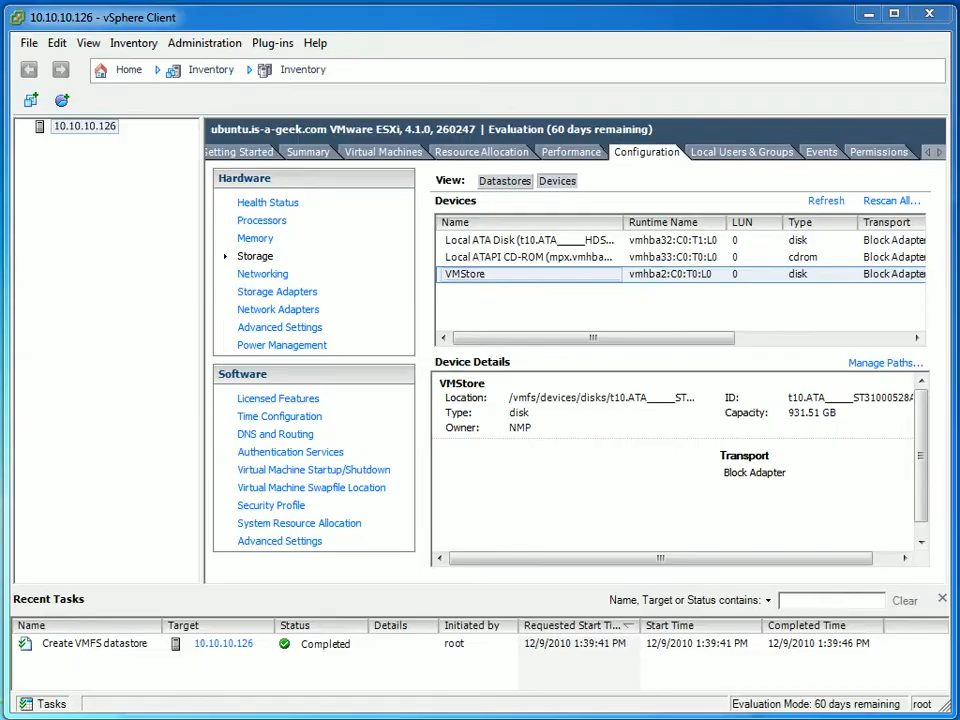 10.10.10.126 - vSphere Client
File Edit View Inventory Administration Plug-ins Help
Home Inventory Inventory
10.10.10.126
ubuntu.is-a-geek.com VMware ESXi, 4.1.0, 260247 | Evaluation (60 days remaining)
Getting Started Summary Virtual Machines Resource Allocation Performance Configuration Local Users & Groups Events Permissions
Hardware
Health Status
Processors
Memory
Storage
Networking
Storage Adapters
Network Adapters
Advanced Settings
Power Management
Software
Licensed Features
Time Configuration
DNS and Routing
Authentication Services
Virtual Machine Startup/Shutdown
Virtual Machine Swapfile Location
Security Profile
System Resource Allocation
Advanced Settings
View: Datastores Devices
Devices Refresh Rescan All...
Name Runtime Name LUN Type Transport
Local ATA Disk (t10.ATA_____HDS... vmhba32:C0:T1:L0 0 disk Block Adapte
Local ATAPI CD-ROM (mpx.vmhba... vmhba33:C0:T0:L0 0 cdrom Block Adapte
VMStore vmhba2:C0:T0:L0 0 disk Block Adapte
Device Details Manage Paths...
VMStore
Location: /vmfs/devices/disks/t10.ATA_____ST... ID: t10.ATA_____ST31000528A
Type: disk Capacity: 931.51 GB
Owner: NMP
Transport
Block Adapter
Recent Tasks Name, Target or Status contains: Clear
Name Target Status Details Initiated by Requested Start Ti... Start Time Completed Time
Create VMFS datastore 10.10.10.126 Completed root 12/9/2010 1:39:41 PM 12/9/2010 1:39:41 PM 12/9/2010 1:39:46 PM
Tasks Evaluation Mode: 60 days remaining root